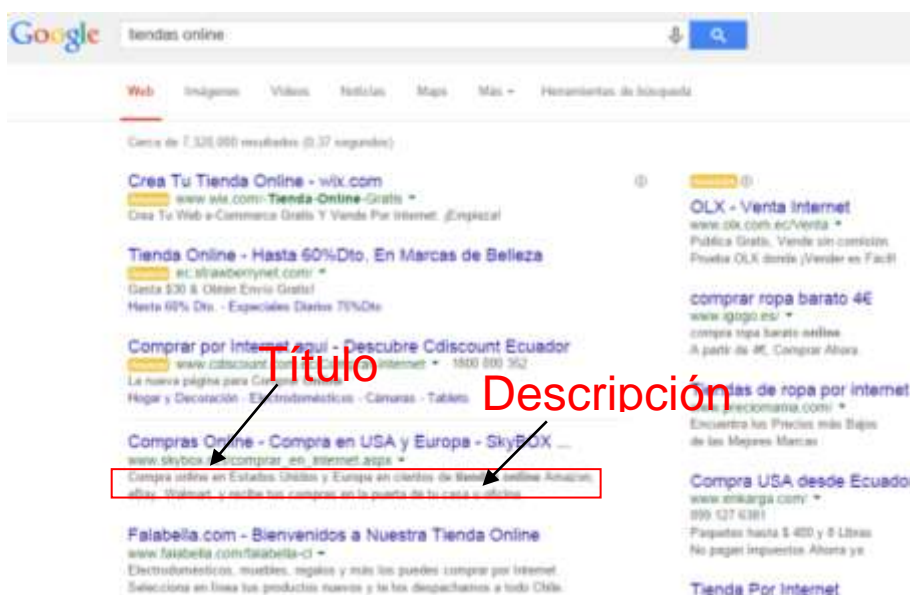 Google
tiendas online
Web Imágenes Vídeos Noticias Maps Más Herramientas de búsqueda
Cerca de 7,320,000 resultados (0.37 segundos)
Crea Tu Tienda Online - wix.com
www.wix.com/Tienda-Online-Gratis
Crea Tu Web e-Commerce Gratis Y Vende Por Internet. ¡Empieza!
Tienda Online - Hasta 60%Dto. En Marcas de Belleza
ec.strawberrynet.com/
Gasta $30 & Obtén Envío Gratis!
Hasta 60% Dto. - Especiales Diarios 75%Dto
Comprar por Internet aquí - Descubre Cdiscount Ecuador
La nueva página para
Hogar y Decoración - Electrodomésticos - Cámaras - Tablets
Título
Descripción
Compras Online - Compra en USA y Europa - SkyBOX ...
comprar_en_internet.aspx
Compra online en Estados Unidos y Europa en cientos de online Amazon,
eBay, Walmart, y recibe tus compras en la puerta de tu casa u oficina
Falabella.com - Bienvenidos a Nuestra Tienda Online
www.falabella.com/falabella-cl
Electrodomésticos, muebles, regalos y más los puedes comprar por Internet.
Selecciona en línea tus productos nuevos y te los despachamos a todo Chile.
OLX - Venta Internet
www.olx.com.ec/Venta
Publica Gratis, Vende sin comisión.
Prueba OLX donde ¡Vender es Fácil!
comprar ropa barato 4€
www.igogo.es/
compra ropa barato online
A partir de 4€, Comprar Ahora
Tiendas de ropa por internet
www.preciomania.com/
Encuentra los Precios más Bajos
de las Mejores Marcas
Compra USA desde Ecuador
www.enkarga.com/
099 127 6381
Paquetes hasta $ 400 y 8 Libras
No pagan impuestos Ahorra ya
Tienda Por Internet